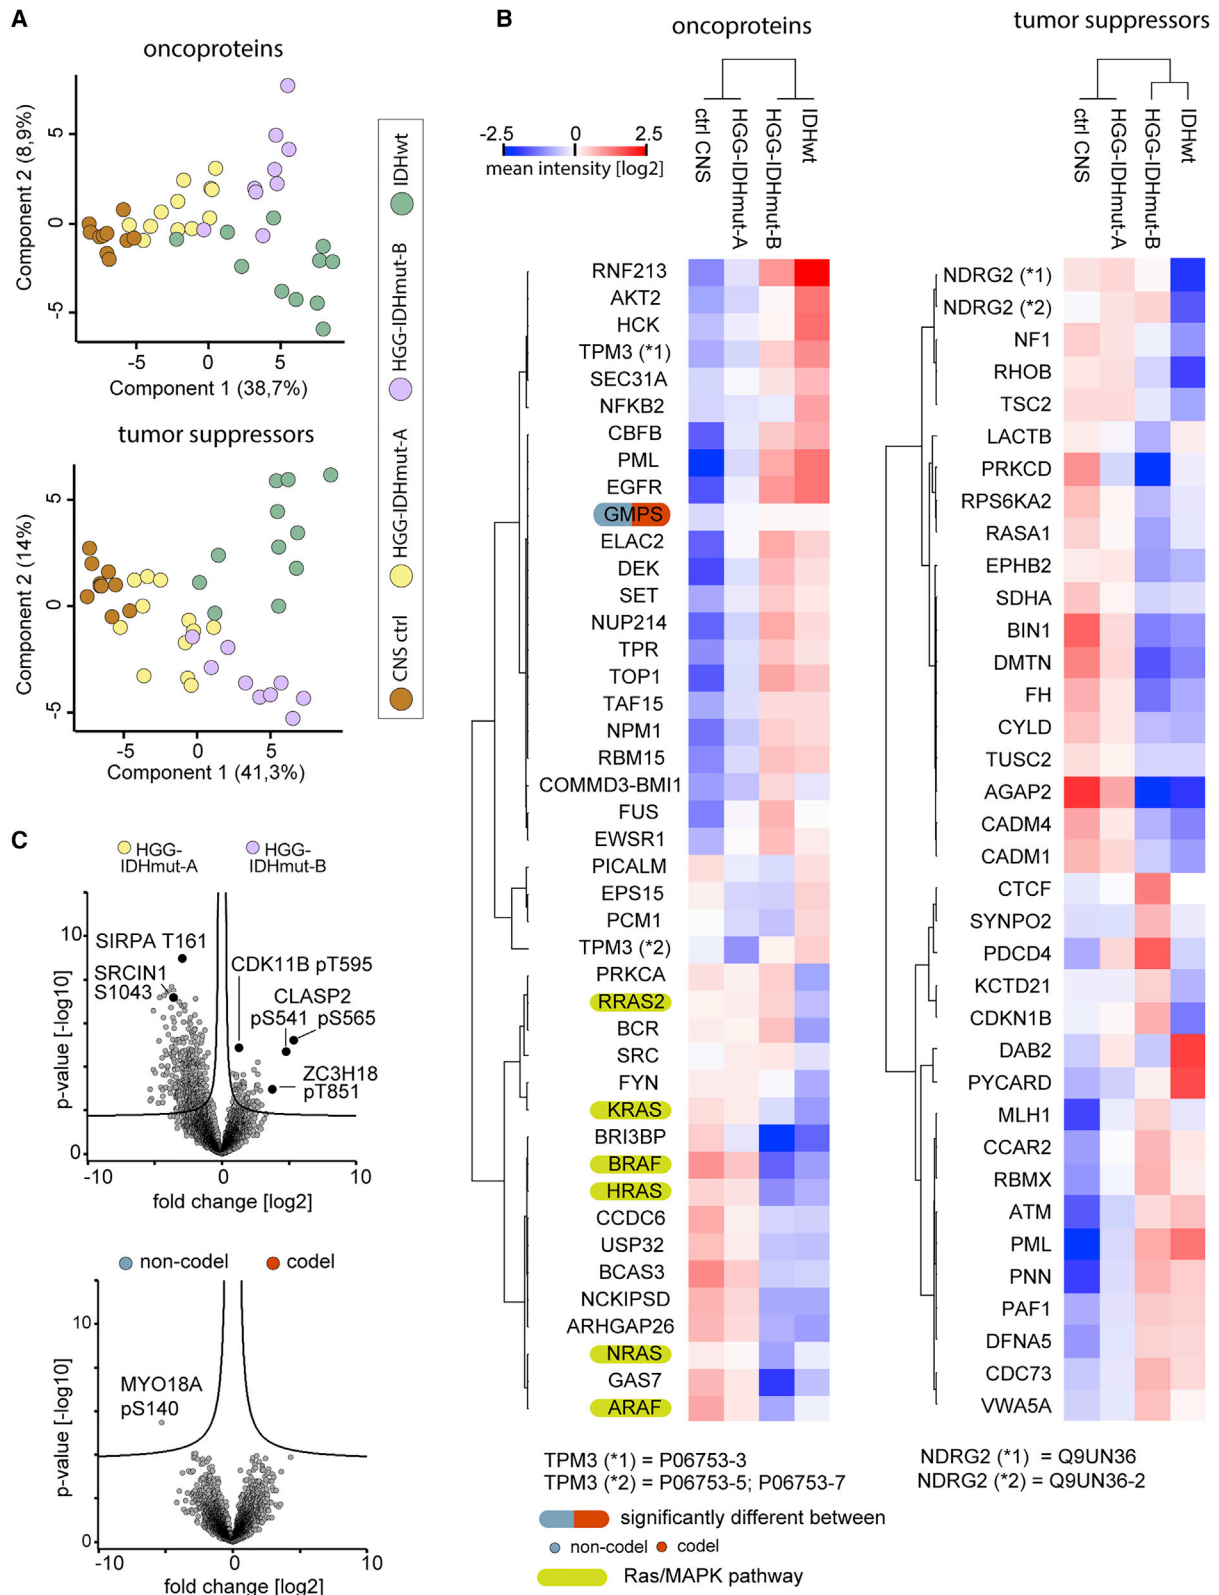 A
oncoproteins
Component 2 (8,9%)
5
0
-5
-5
0
5
Component 1 (38,7%)
tumor suppressors
Component 2 (14%)
5
0
-5
-5
0
5
Component 1 (41,3%)
IDHwt
HGG-IDHmut-B
HGG-IDHmut-A
CNS ctrl
B
oncoproteins
-2.5
0
2.5
mean intensity [log2]
ctrl CNS
HGG-IDHmut-A
HGG-IDHmut-B
IDHwt
RNF213
AKT2
HCK
TPM3 (*1)
SEC31A
NFKB2
CBFB
PML
EGFR
GMPS
ELAC2
DEK
SET
NUP214
TPR
TOP1
TAF15
NPM1
RBM15
COMMD3-BMI1
FUS
EWSR1
PICALM
EPS15
PCM1
TPM3 (*2)
PRKCA
RRAS2
BCR
SRC
FYN
KRAS
BRI3BP
BRAF
HRAS
CCDC6
USP32
BCAS3
NCKIPSD
ARHGAP26
NRAS
GAS7
ARAF
TPM3 (*1) = P06753-3
TPM3 (*2) = P06753-5; P06753-7
significantly different between
non-codel
codel
Ras/MAPK pathway
tumor suppressors
ctrl CNS
HGG-IDHmut-A
HGG-IDHmut-B
IDHwt
NDRG2 (*1)
NDRG2 (*2)
NF1
RHOB
TSC2
LACTB
PRKCD
RPS6KA2
RASA1
EPHB2
SDHA
BIN1
DMTN
FH
CYLD
TUSC2
AGAP2
CADM4
CADM1
CTCF
SYNPO2
PDCD4
KCTD21
CDKN1B
DAB2
PYCARD
MLH1
CCAR2
RBMX
ATM
PML
PNN
PAF1
DFNA5
CDC73
VWA5A
NDRG2 (*1) = Q9UN36
NDRG2 (*2) = Q9UN36-2
C
HGG-
IDHmut-A
HGG-
IDHmut-B
p-value [-log10]
10
0
SIRPA T161
SRCIN1
S1043
CDK11B pT595
CLASP2
pS541
pS565
ZC3H18
pT851
-10
0
10
fold change [log2]
non-codel
codel
p-value [-log10]
10
0
MYO18A
pS140
-10
0
10
fold change [log2]